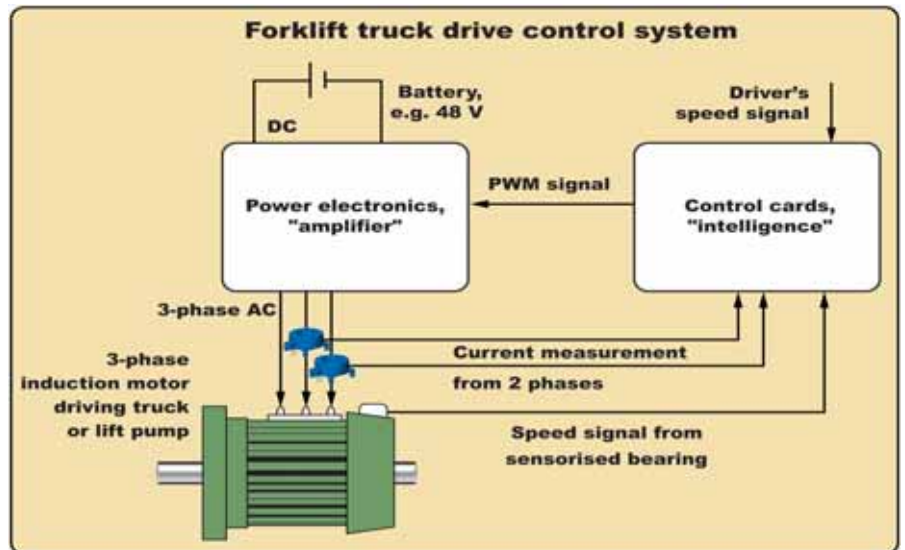 Forklift truck drive control system
Battery,
e.g. 48 V
DC
Driver's
speed signal
Power electronics,
"amplifier"
PWM signal
Control cards,
"intelligence"
3-phase AC
3-phase
induction motor
driving truck
or lift pump
Current measurement
from 2 phases
Speed signal from
sensorised bearing